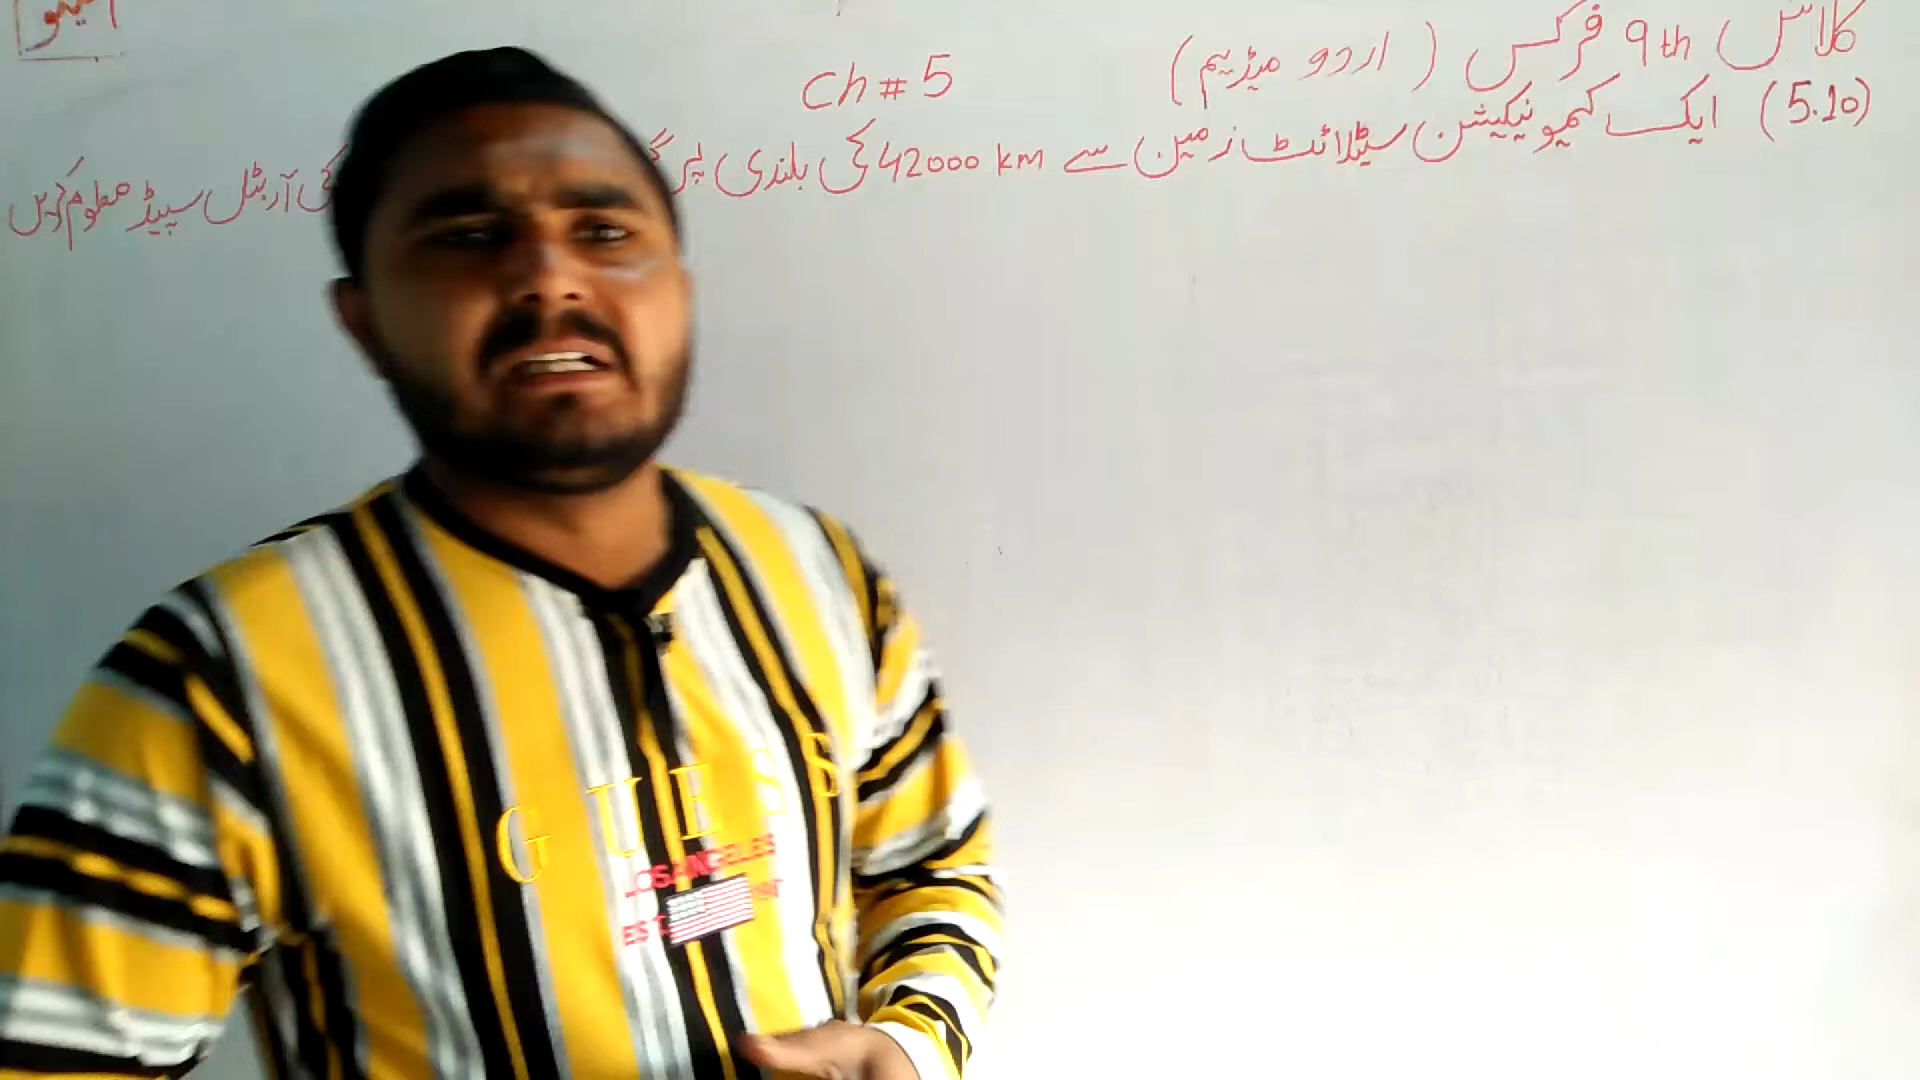 کلاس 9th فزکس ( اردو میڈیم )
Ch # 5
(5.10) ایک کمیونیکیشن سیٹلائٹ زمین سے 42000 km کی بلندی پر
کی آربٹل سپیڈ معلوم کریں
GUESS
LOS ANGELES
EST.